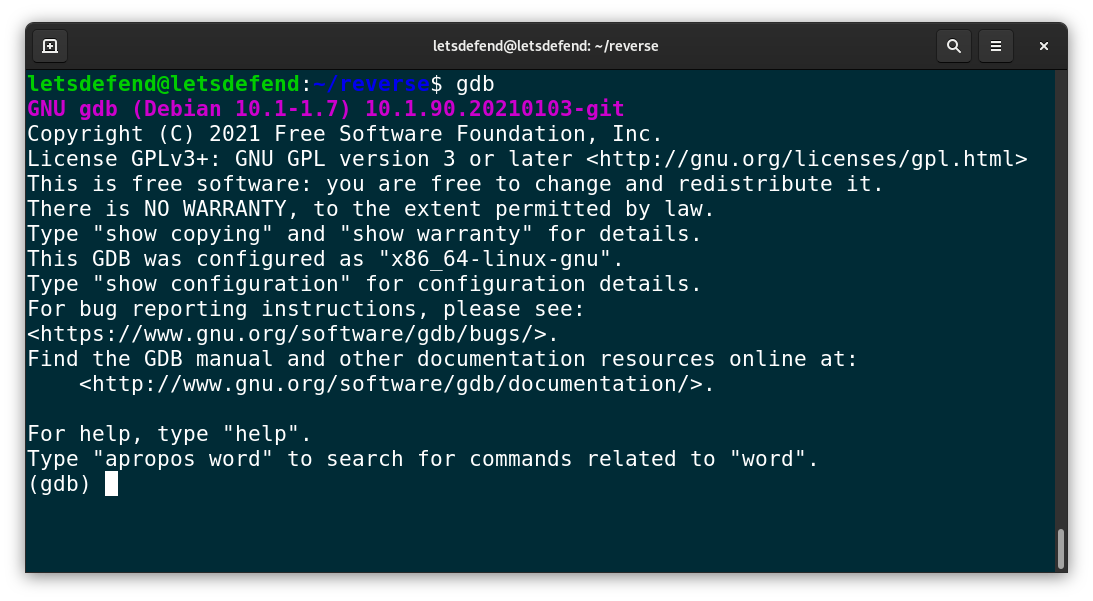 letsdefend@letsdefend: ~/reverse
letsdefend@letsdefend:~/reverse$ gdb
GNU gdb (Debian 10.1-1.7) 10.1.90.20210103-git
Copyright (C) 2021 Free Software Foundation, Inc.
License GPLv3+: GNU GPL version 3 or later <http://gnu.org/licenses/gpl.html>
This is free software: you are free to change and redistribute it.
There is NO WARRANTY, to the extent permitted by law.
Type "show copying" and "show warranty" for details.
This GDB was configured as "x86_64-linux-gnu".
Type "show configuration" for configuration details.
For bug reporting instructions, please see:
<https://www.gnu.org/software/gdb/bugs/>.
Find the GDB manual and other documentation resources online at:
    <http://www.gnu.org/software/gdb/documentation/>.

For help, type "help".
Type "apropos word" to search for commands related to "word".
(gdb)